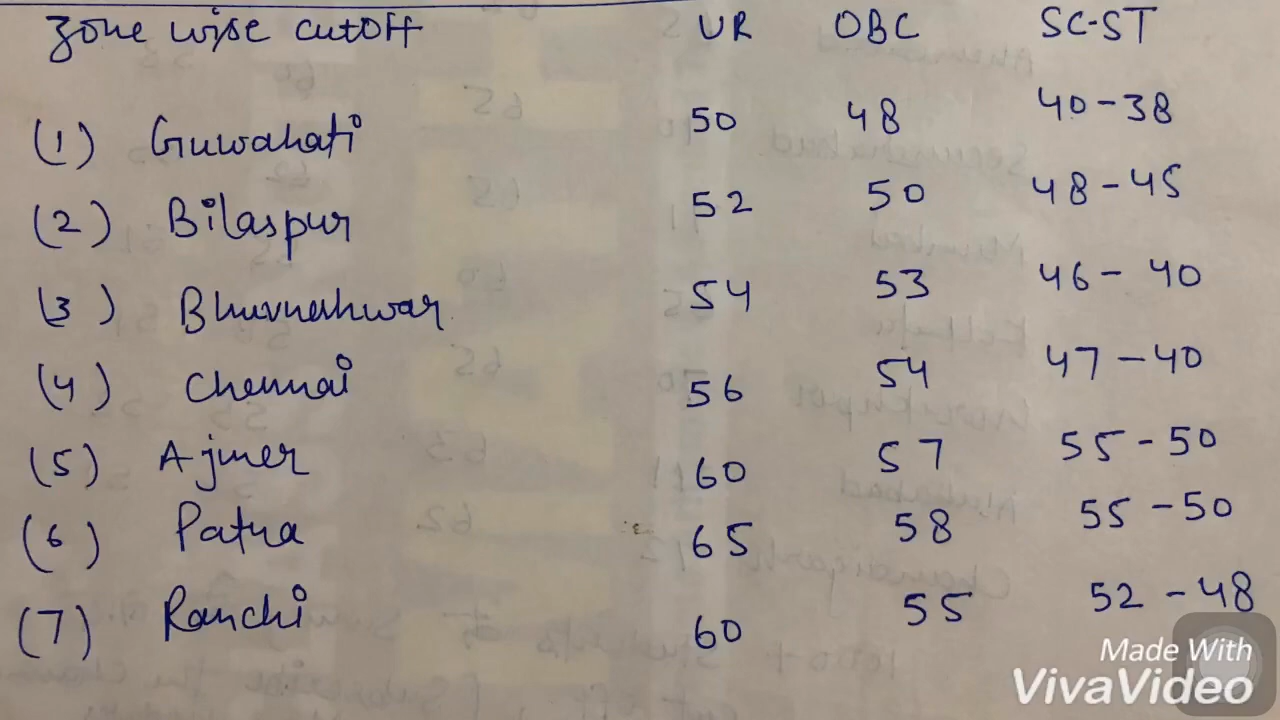 Zone wise cutoff UR OBC SC-ST
(1) Guwahati 50 48 40-38
(2) Bilaspur 52 50 48-45
(3) Bhuvneshwar 54 53 46-40
(4) Chennai 56 54 47-40
(5) Ajmer 60 57 55-50
(6) Patna 65 58 55-50
(7) Ranchi 60 55 52-48
Made With
VivaVideo